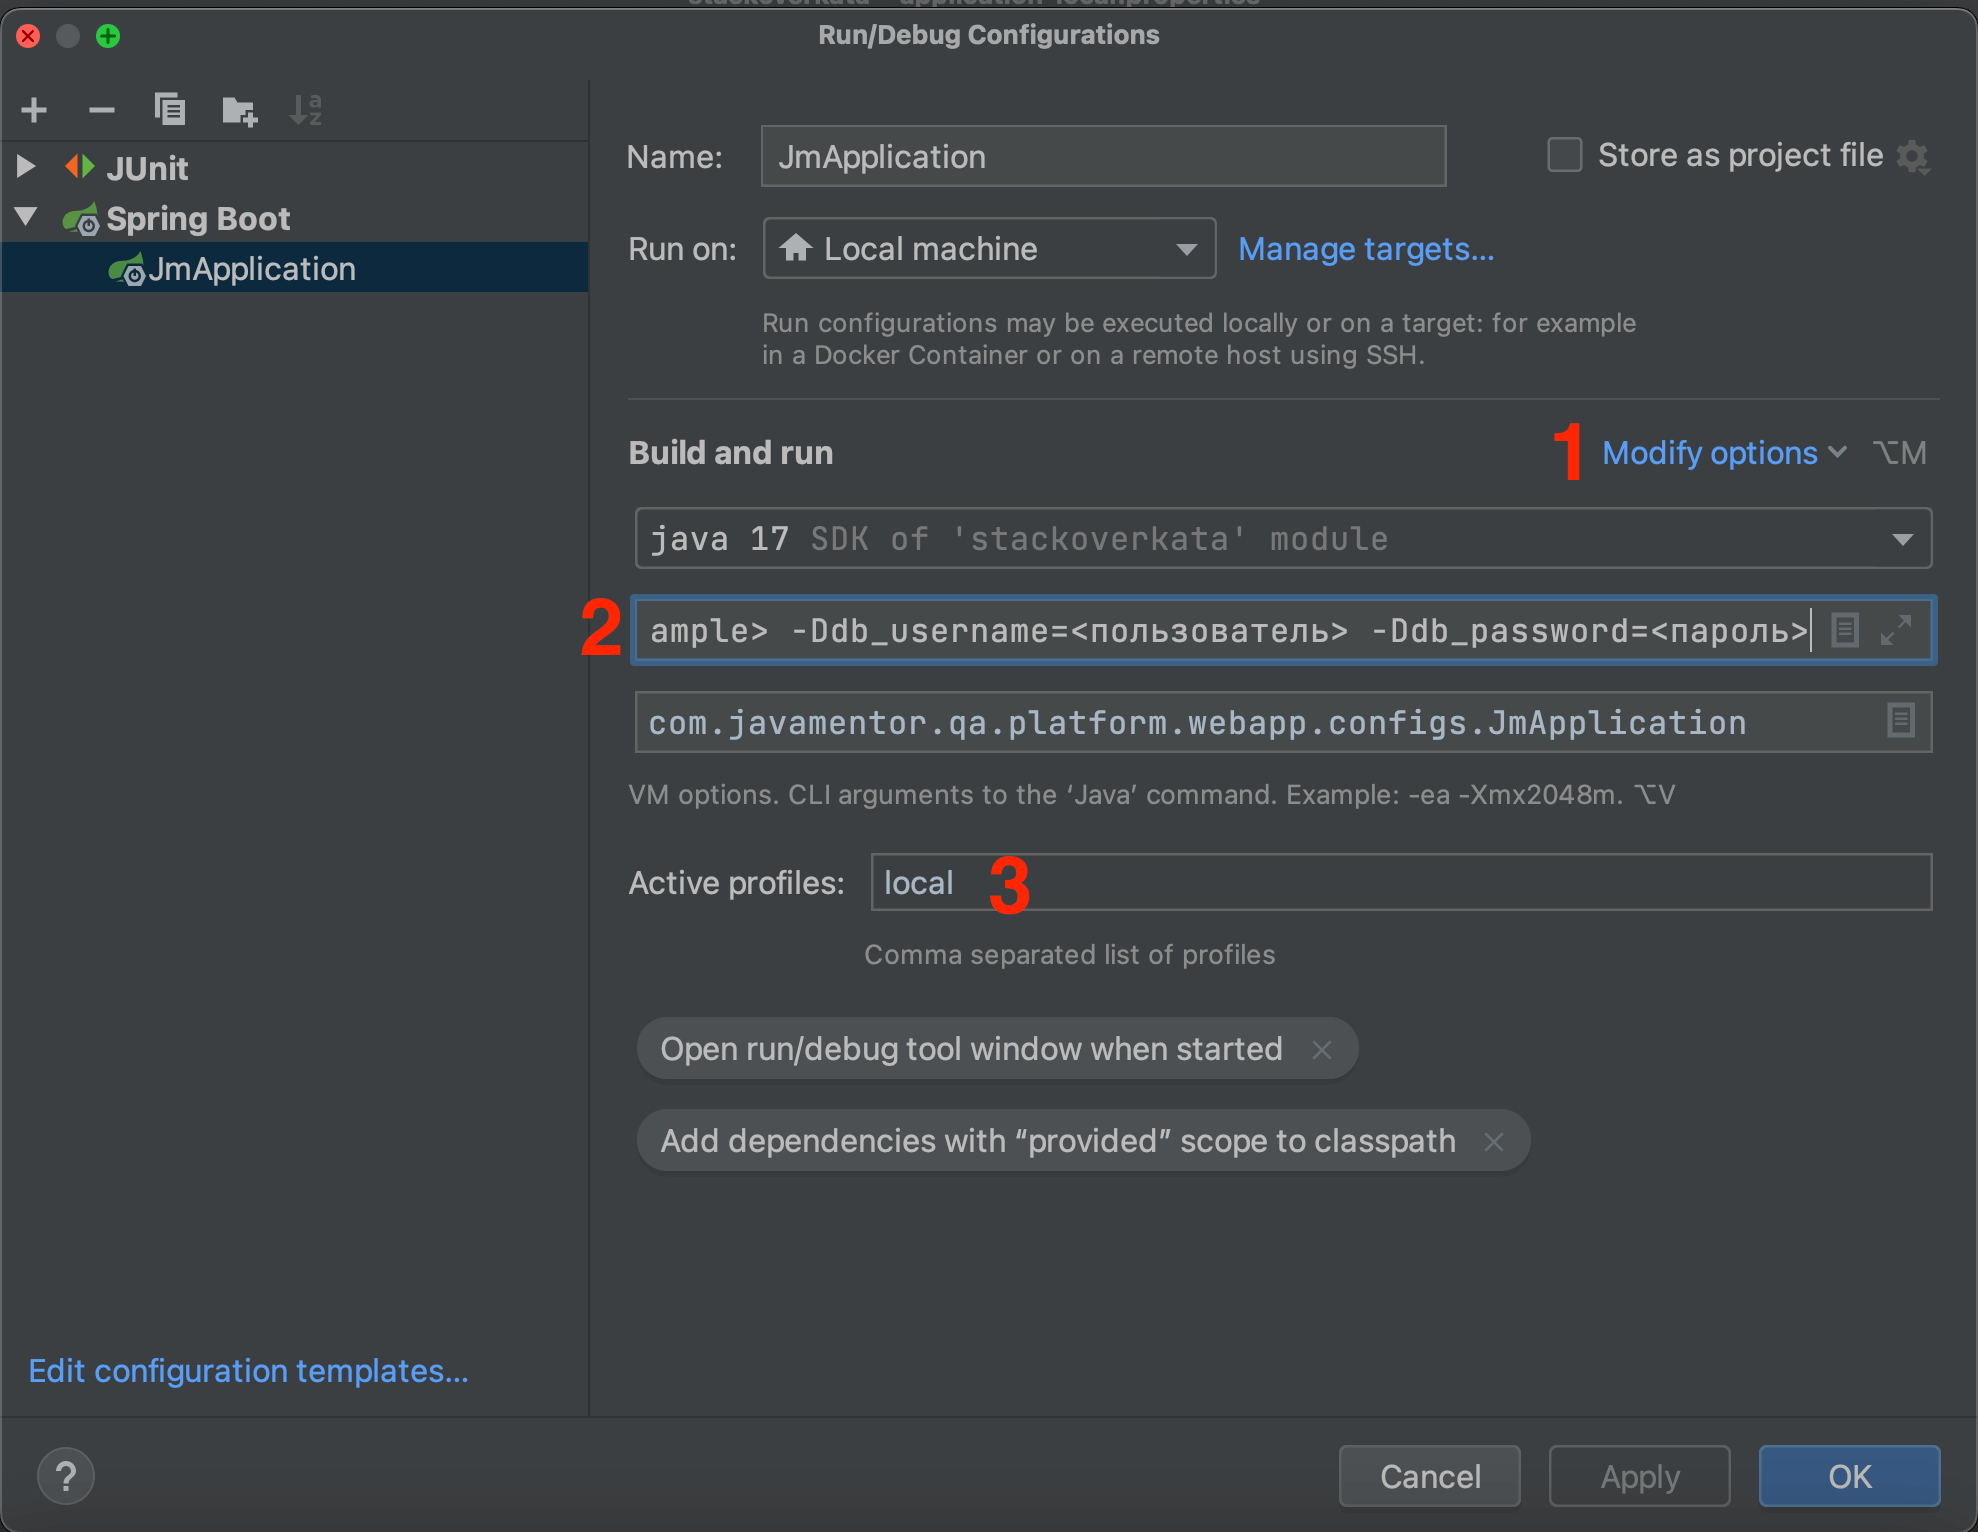 stackoverkata – application-local.properties
Run/Debug Configurations
JUnit
Spring Boot
JmApplication
Edit configuration templates...
Name: JmApplication
Store as project file
Run on: Local machine Manage targets...
Run configurations may be executed locally or on a target: for example
in a Docker Container or on a remote host using SSH.
Build and run
1 Modify options ⌥M
java 17 SDK of 'stackoverkata' module
2 ample> -Ddb_username=<пользователь> -Ddb_password=<пароль>
com.javamentor.qa.platform.webapp.configs.JmApplication
VM options. CLI arguments to the ‘Java’ command. Example: -ea -Xmx2048m. ⌥V
Active profiles: local 3
Comma separated list of profiles
Open run/debug tool window when started
Add dependencies with “provided” scope to classpath
? Cancel Apply OK